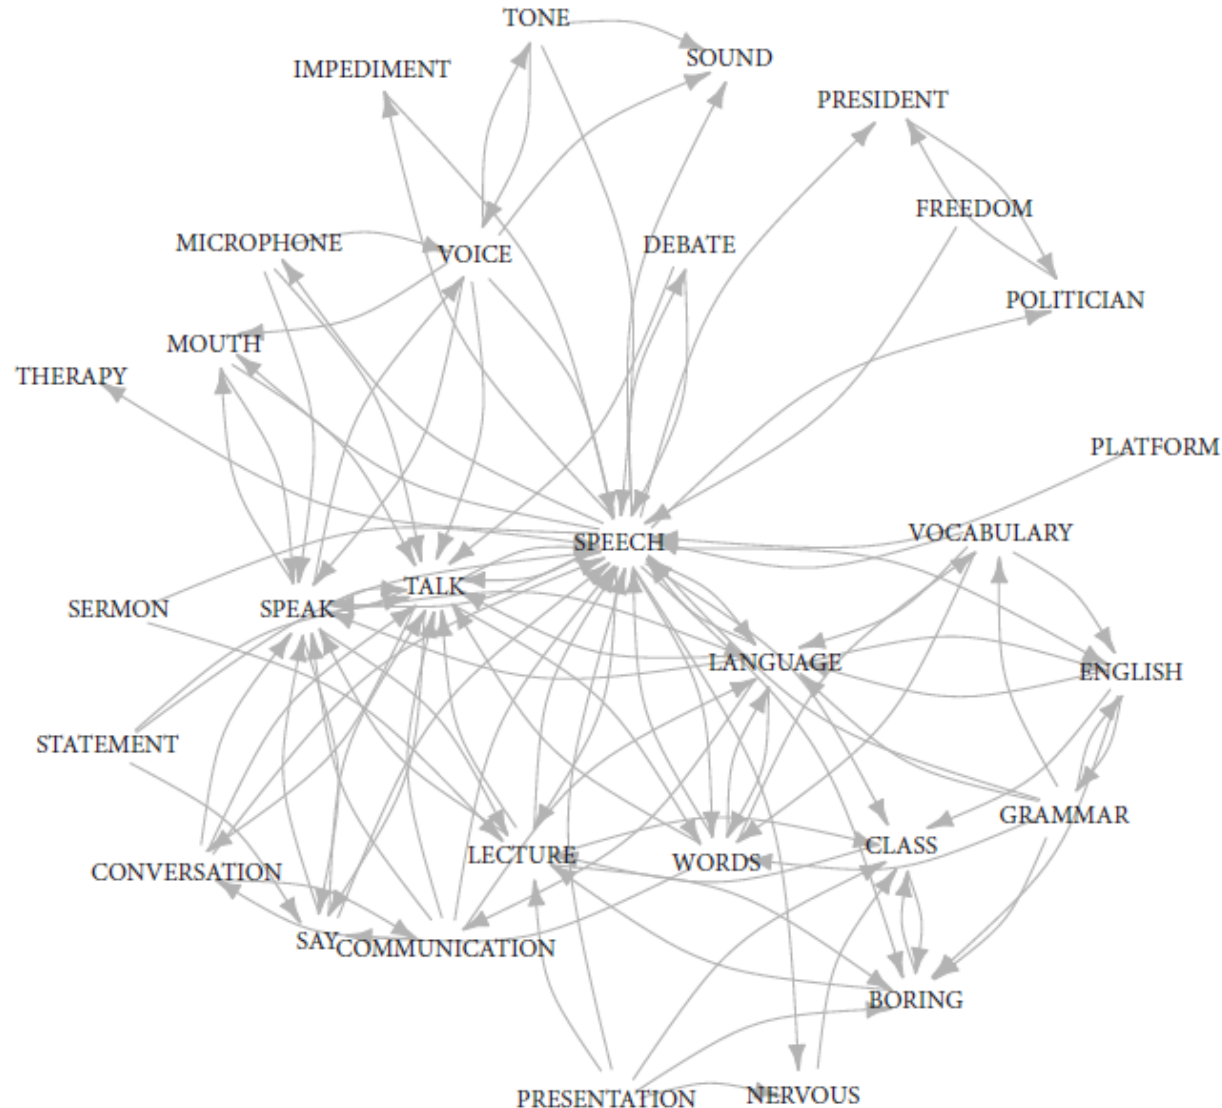 TONE
SOUND
IMPEDIMENT
PRESIDENT
FREEDOM
MICROPHONE
VOICE
DEBATE
POLITICIAN
MOUTH
THERAPY
PLATFORM
VOCABULARY
SPEECH
TALK
SERMON
SPEAK
LANGUAGE
ENGLISH
STATEMENT
GRAMMAR
CLASS
LECTURE
WORDS
CONVERSATION
SAY
COMMUNICATION
BORING
PRESENTATION
NERVOUS